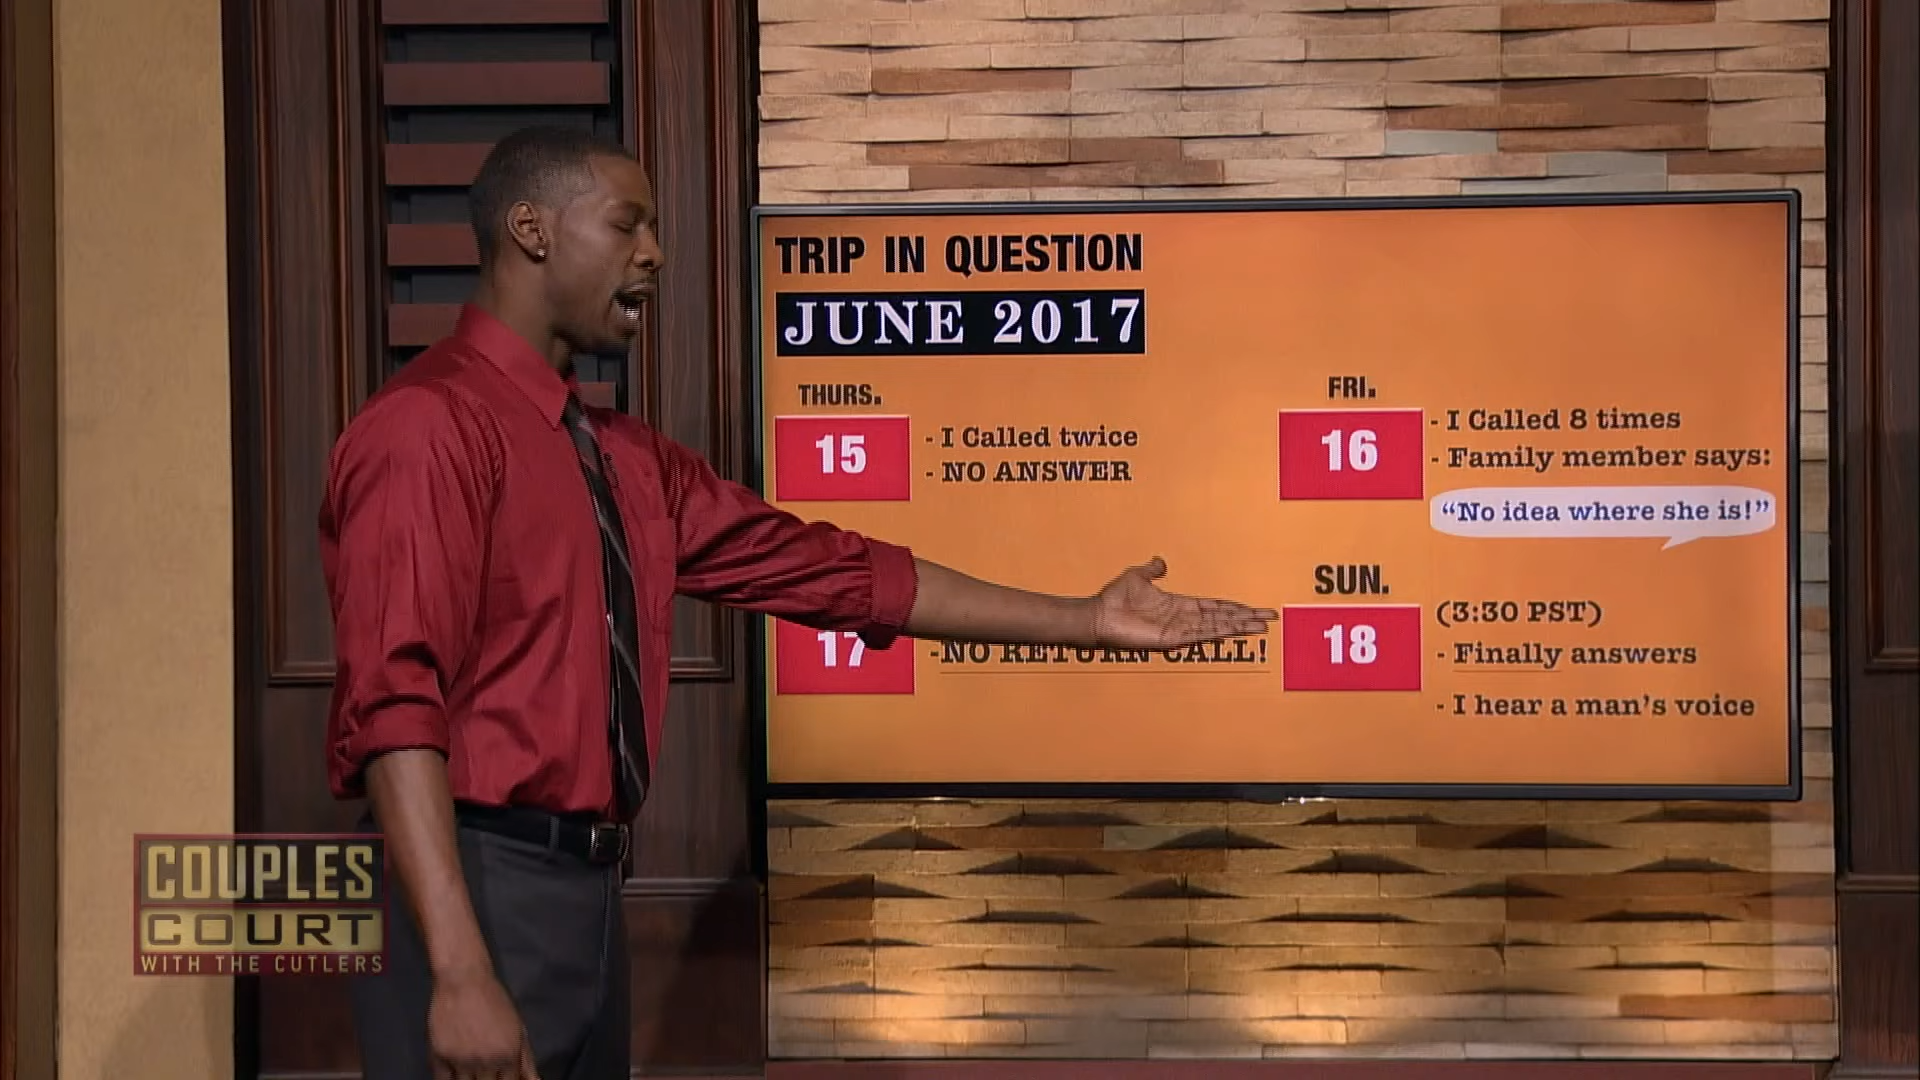 TRIP IN QUESTION
JUNE 2017
THURS.
15
- I Called twice
- NO ANSWER
FRI.
16
- I Called 8 times
- Family member says:
“No idea where she is!”
17
-NO RETURN CALL!
SUN.
18
(3:30 PST)
- Finally answers
- I hear a man’s voice
COUPLES
COURT
WITH THE CUTLERS